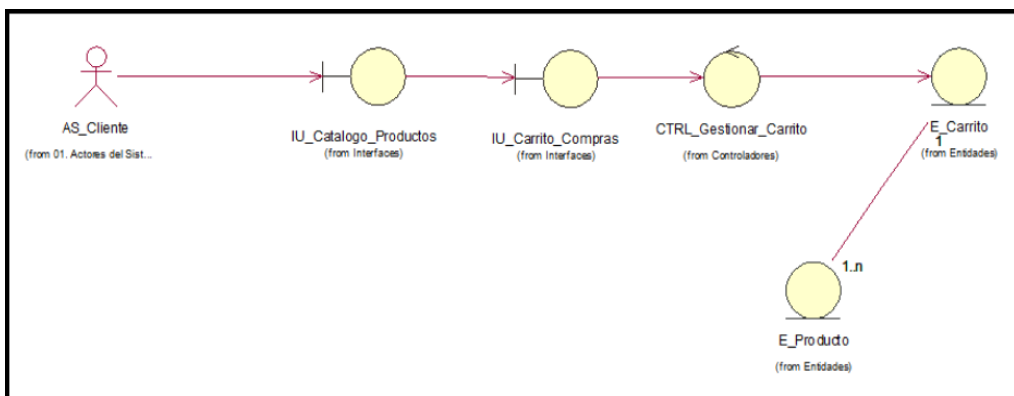 AS_Cliente
(from 01. Actores del Sist...
IU_Catalogo_Productos
(from Interfaces)
IU_Carrito_Compras
(from Interfaces)
CTRL_Gestionar_Carrito
(from Controladores)
E_Carrito
1
(from Entidades)
1..n
E_Producto
(from Entidades)